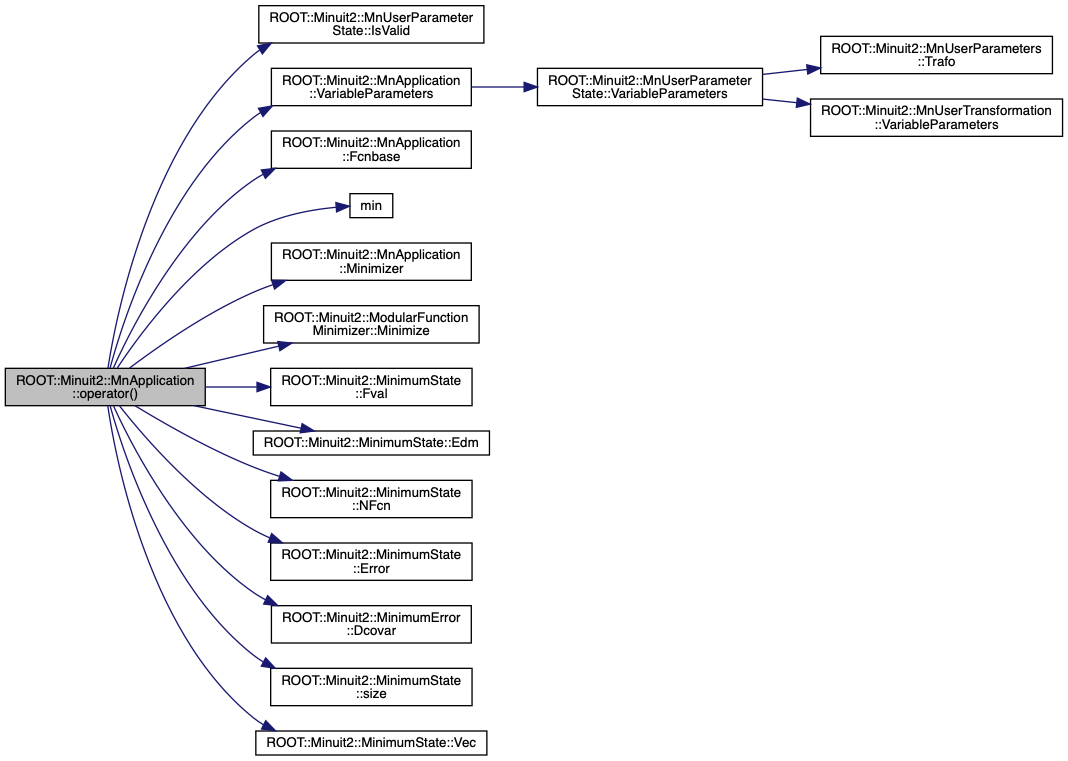 ROOT::Minuit2::MnUserParameter
State::IsValid
ROOT::Minuit2::MnApplication
::VariableParameters
ROOT::Minuit2::MnUserParameter
State::VariableParameters
ROOT::Minuit2::MnUserParameters
::Trafo
ROOT::Minuit2::MnUserTransformation
::VariableParameters
ROOT::Minuit2::MnApplication
::Fcnbase
min
ROOT::Minuit2::MnApplication
::Minimizer
ROOT::Minuit2::ModularFunction
Minimizer::Minimize
ROOT::Minuit2::MnApplication
::operator()
ROOT::Minuit2::MinimumState
::Fval
ROOT::Minuit2::MinimumState::Edm
ROOT::Minuit2::MinimumState
::NFcn
ROOT::Minuit2::MinimumState
::Error
ROOT::Minuit2::MinimumError
::Dcovar
ROOT::Minuit2::MinimumState
::size
ROOT::Minuit2::MinimumState::Vec